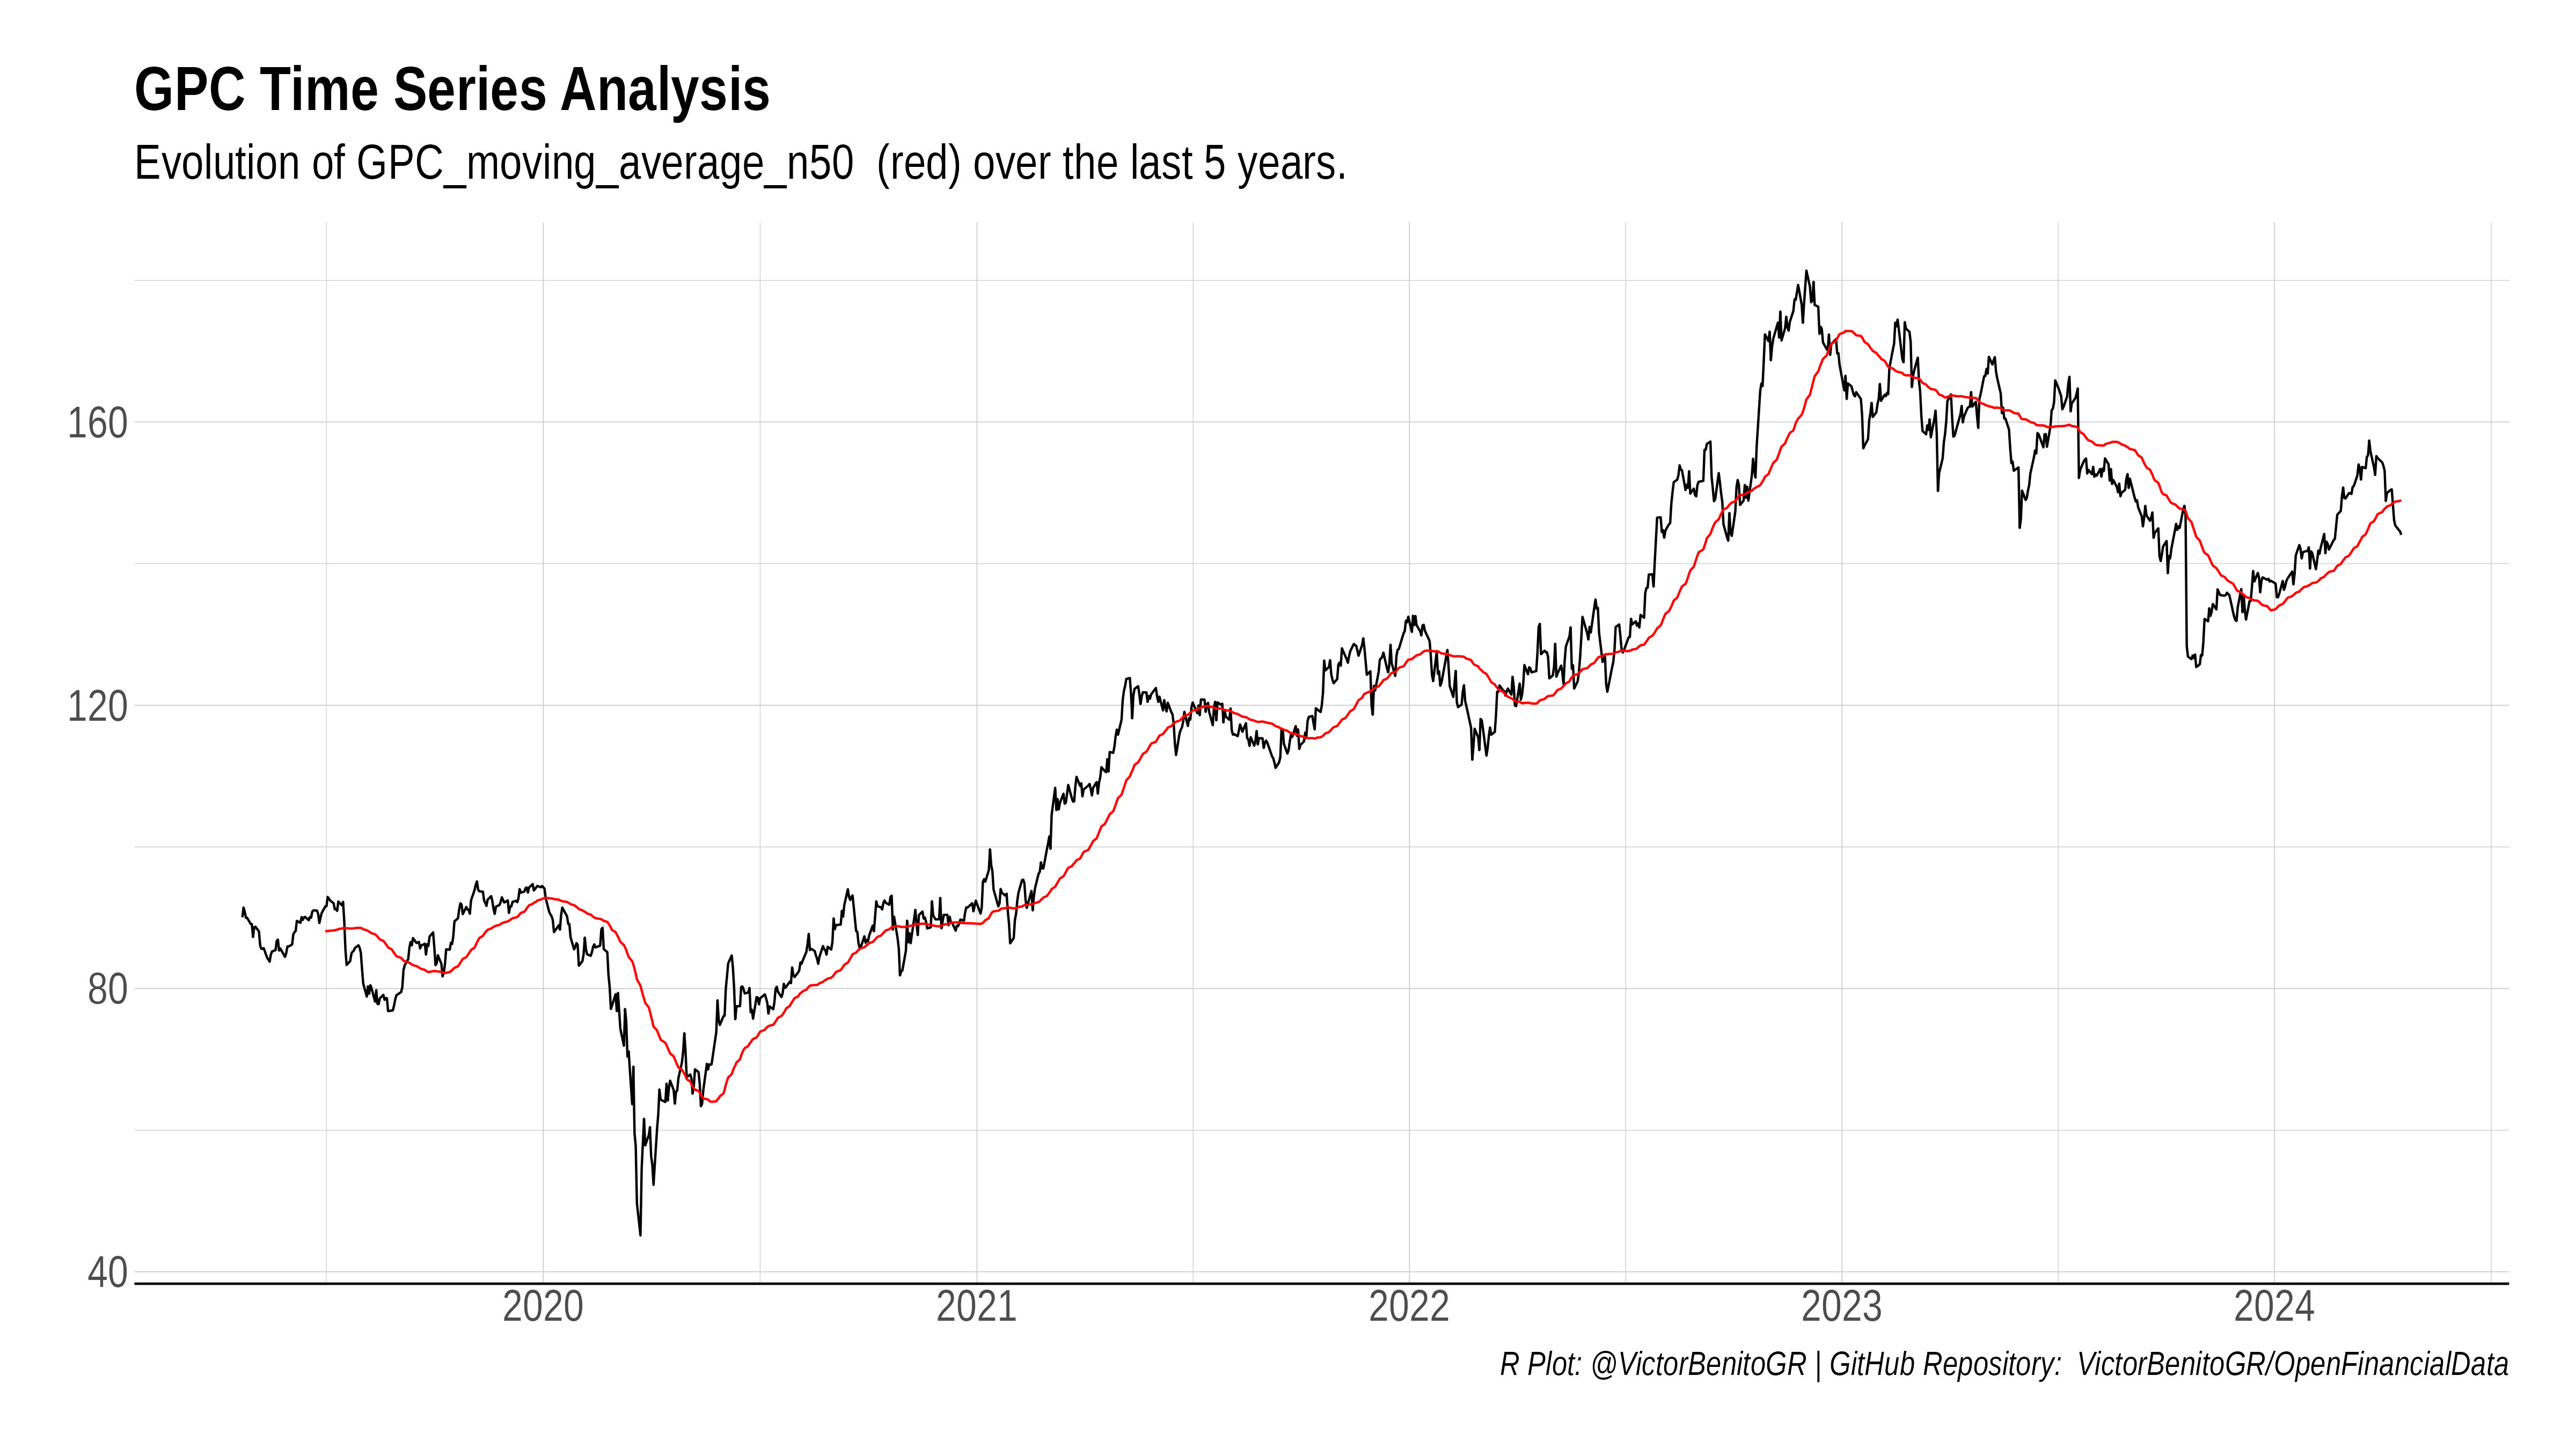 GPC Time Series Analysis
Evolution of GPC_moving_average_n50  (red) over the last 5 years.
160
120
80
40
2020 2021 2022 2023 2024
R Plot: @VictorBenitoGR | GitHub Repository:  VictorBenitoGR/OpenFinancialData